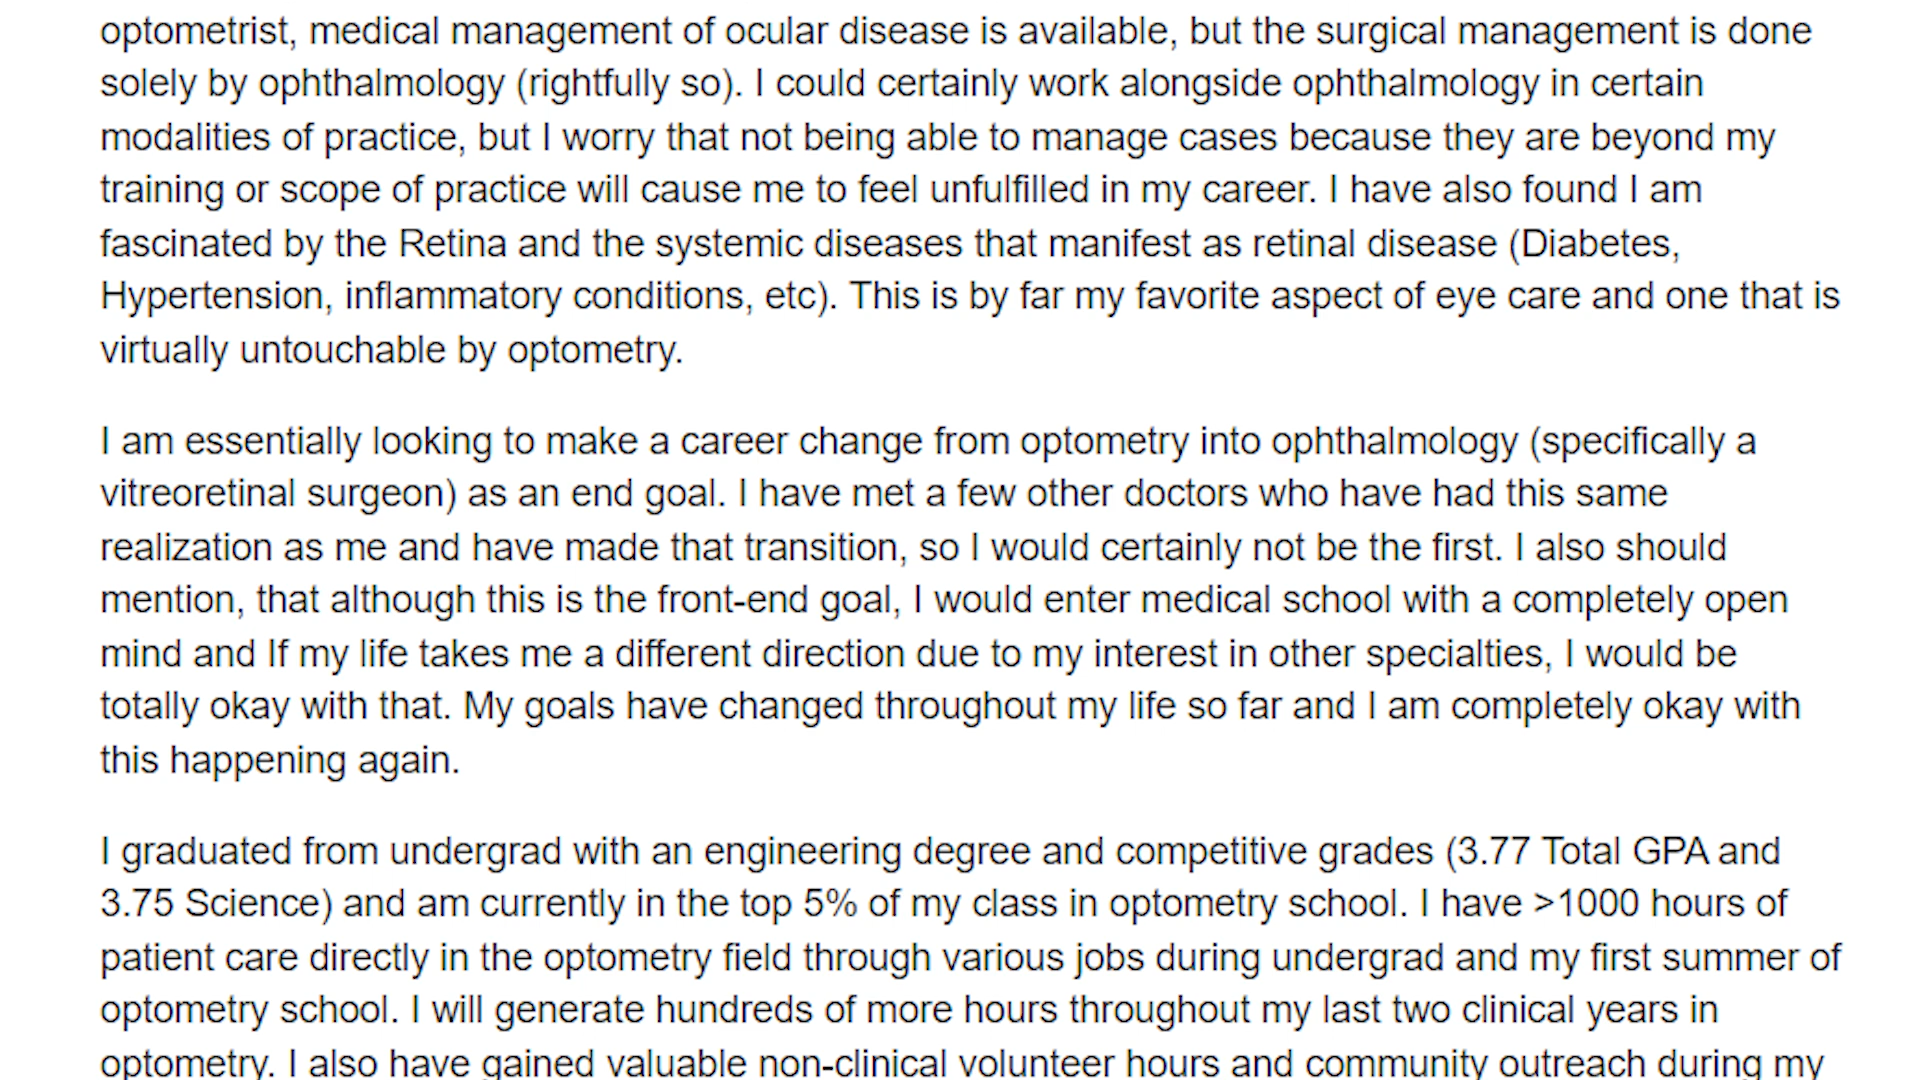 optometrist, medical management of ocular disease is available, but the surgical management is done
solely by ophthalmology (rightfully so). I could certainly work alongside ophthalmology in certain
modalities of practice, but I worry that not being able to manage cases because they are beyond my
training or scope of practice will cause me to feel unfulfilled in my career. I have also found I am
fascinated by the Retina and the systemic diseases that manifest as retinal disease (Diabetes,
Hypertension, inflammatory conditions, etc). This is by far my favorite aspect of eye care and one that is
virtually untouchable by optometry.
I am essentially looking to make a career change from optometry into ophthalmology (specifically a
vitreoretinal surgeon) as an end goal. I have met a few other doctors who have had this same
realization as me and have made that transition, so I would certainly not be the first. I also should
mention, that although this is the front-end goal, I would enter medical school with a completely open
mind and If my life takes me a different direction due to my interest in other specialties, I would be
totally okay with that. My goals have changed throughout my life so far and I am completely okay with
this happening again.
I graduated from undergrad with an engineering degree and competitive grades (3.77 Total GPA and
3.75 Science) and am currently in the top 5% of my class in optometry school. I have >1000 hours of
patient care directly in the optometry field through various jobs during undergrad and my first summer of
optometry school. I will generate hundreds of more hours throughout my last two clinical years in
optometry. I also have gained valuable non-clinical volunteer hours and community outreach during my